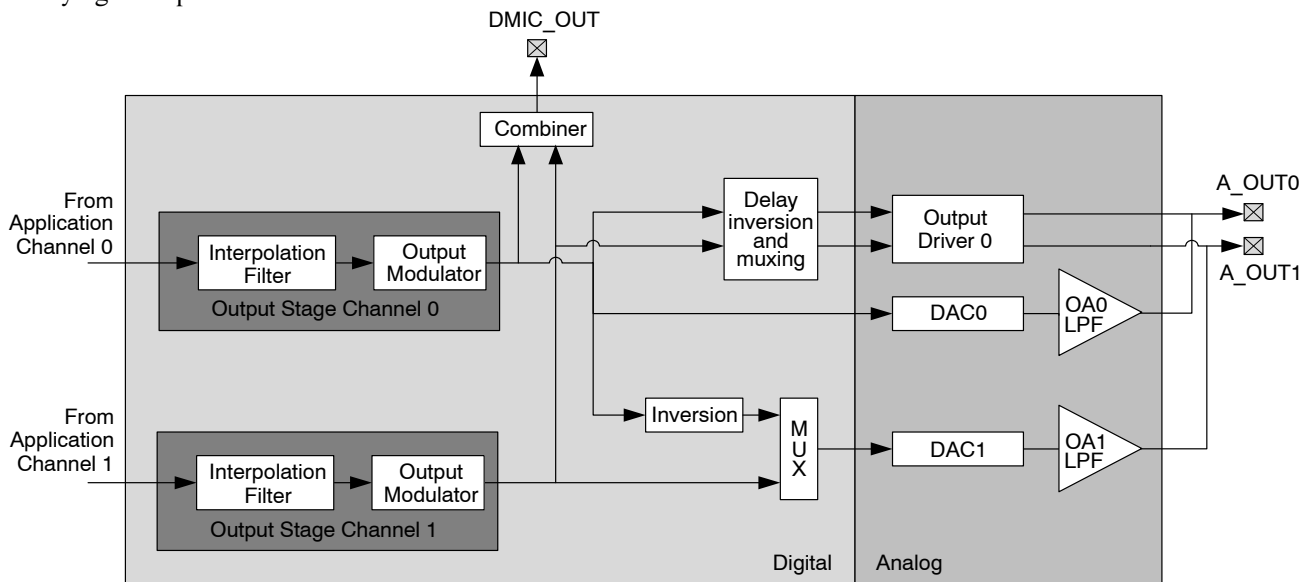 DMIC_OUT
Combiner
From
Application
Channel 0
Interpolation
Filter
Output
Modulator
Output Stage Channel 0
Delay
inversion
and
muxing
Output
Driver 0
A_OUT0
A_OUT1
DAC0
OA0
LPF
From
Application
Channel 1
Interpolation
Filter
Output
Modulator
Output Stage Channel 1
Inversion
M
U
X
DAC1
OA1
LPF
Digital
Analog